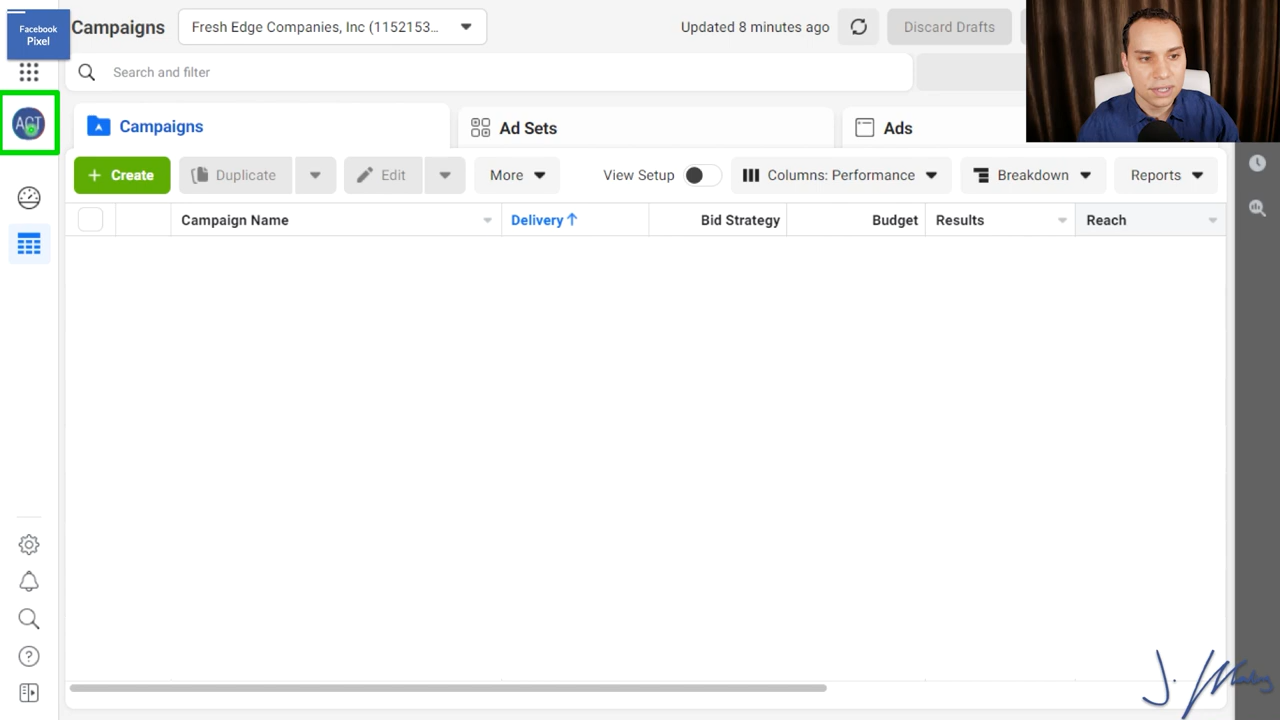 Facebook
Pixel
Campaigns
Fresh Edge Companies, Inc (1152153...
Updated 8 minutes ago
Discard Drafts
Search and filter
ACT
Campaigns
Ad Sets
Ads
+ Create
Duplicate
Edit
More
View Setup
Columns: Performance
Breakdown
Reports
Campaign Name
Delivery ↑
Bid Strategy
Budget
Results
Reach